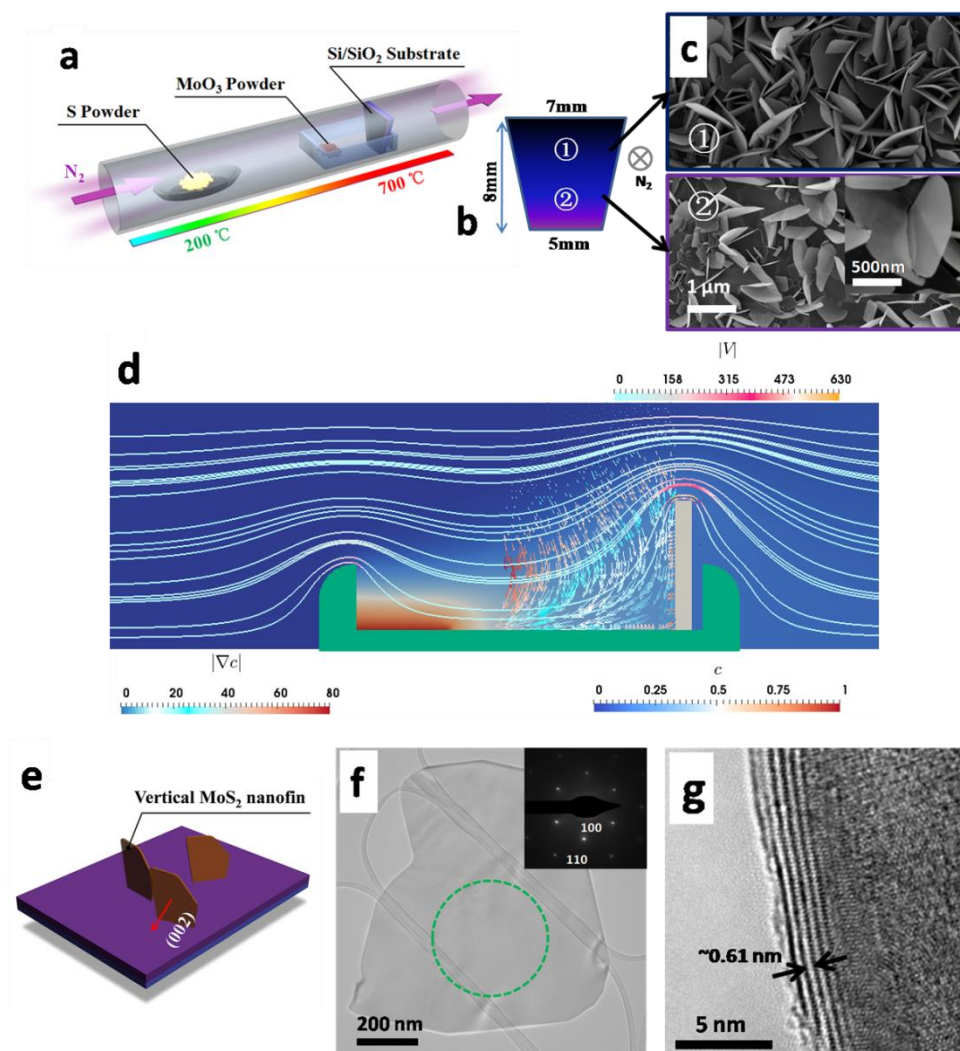 a
Si/SiO₂ Substrate
MoO₃ Powder
S Powder
N₂
200 ℃
700 ℃
b
7mm
8mm
①
②
5mm
N₂
c
①
②
1 µm
500nm
d
|V|
0 158 315 473 630
|∇c|
0 20 40 60 80
c
0 0.25 0.5 0.75 1
e
Vertical MoS₂ nanofin
(002)
f
100
110
200 nm
g
~0.61 nm
5 nm